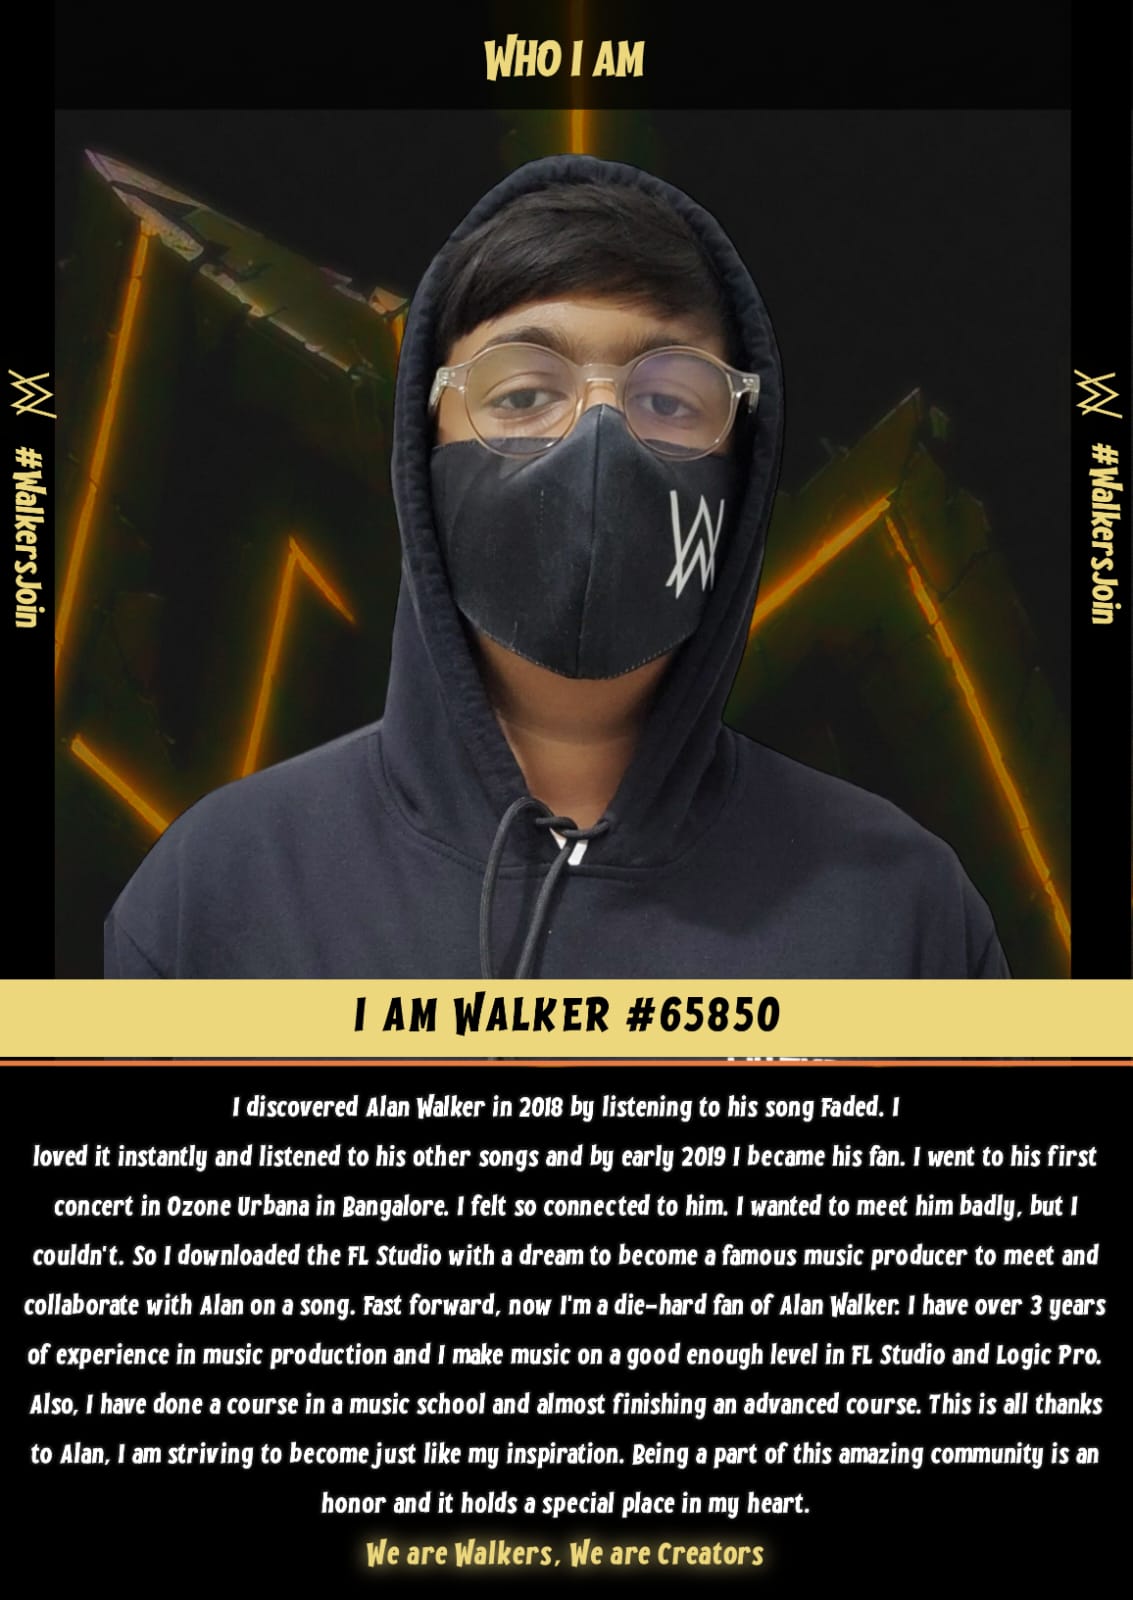 WHO I AM
#WalkersJoin
#WalkersJoin
I AM WALKER #65850
I discovered Alan Walker in 2018 by listening to his song Faded. I
loved it instantly and listened to his other songs and by early 2019 I became his fan. I went to his first
concert in Ozone Urbana in Bangalore. I felt so connected to him. I wanted to meet him badly, but I
couldn't. So I downloaded the FL Studio with a dream to become a famous music producer to meet and
collaborate with Alan on a song. Fast forward, now I'm a die-hard fan of Alan Walker. I have over 3 years
of experience in music production and I make music on a good enough level in FL Studio and Logic Pro.
Also, I have done a course in a music school and almost finishing an advanced course. This is all thanks
to Alan, I am striving to become just like my inspiration. Being a part of this amazing community is an
honor and it holds a special place in my heart.
We are Walkers, We are Creators